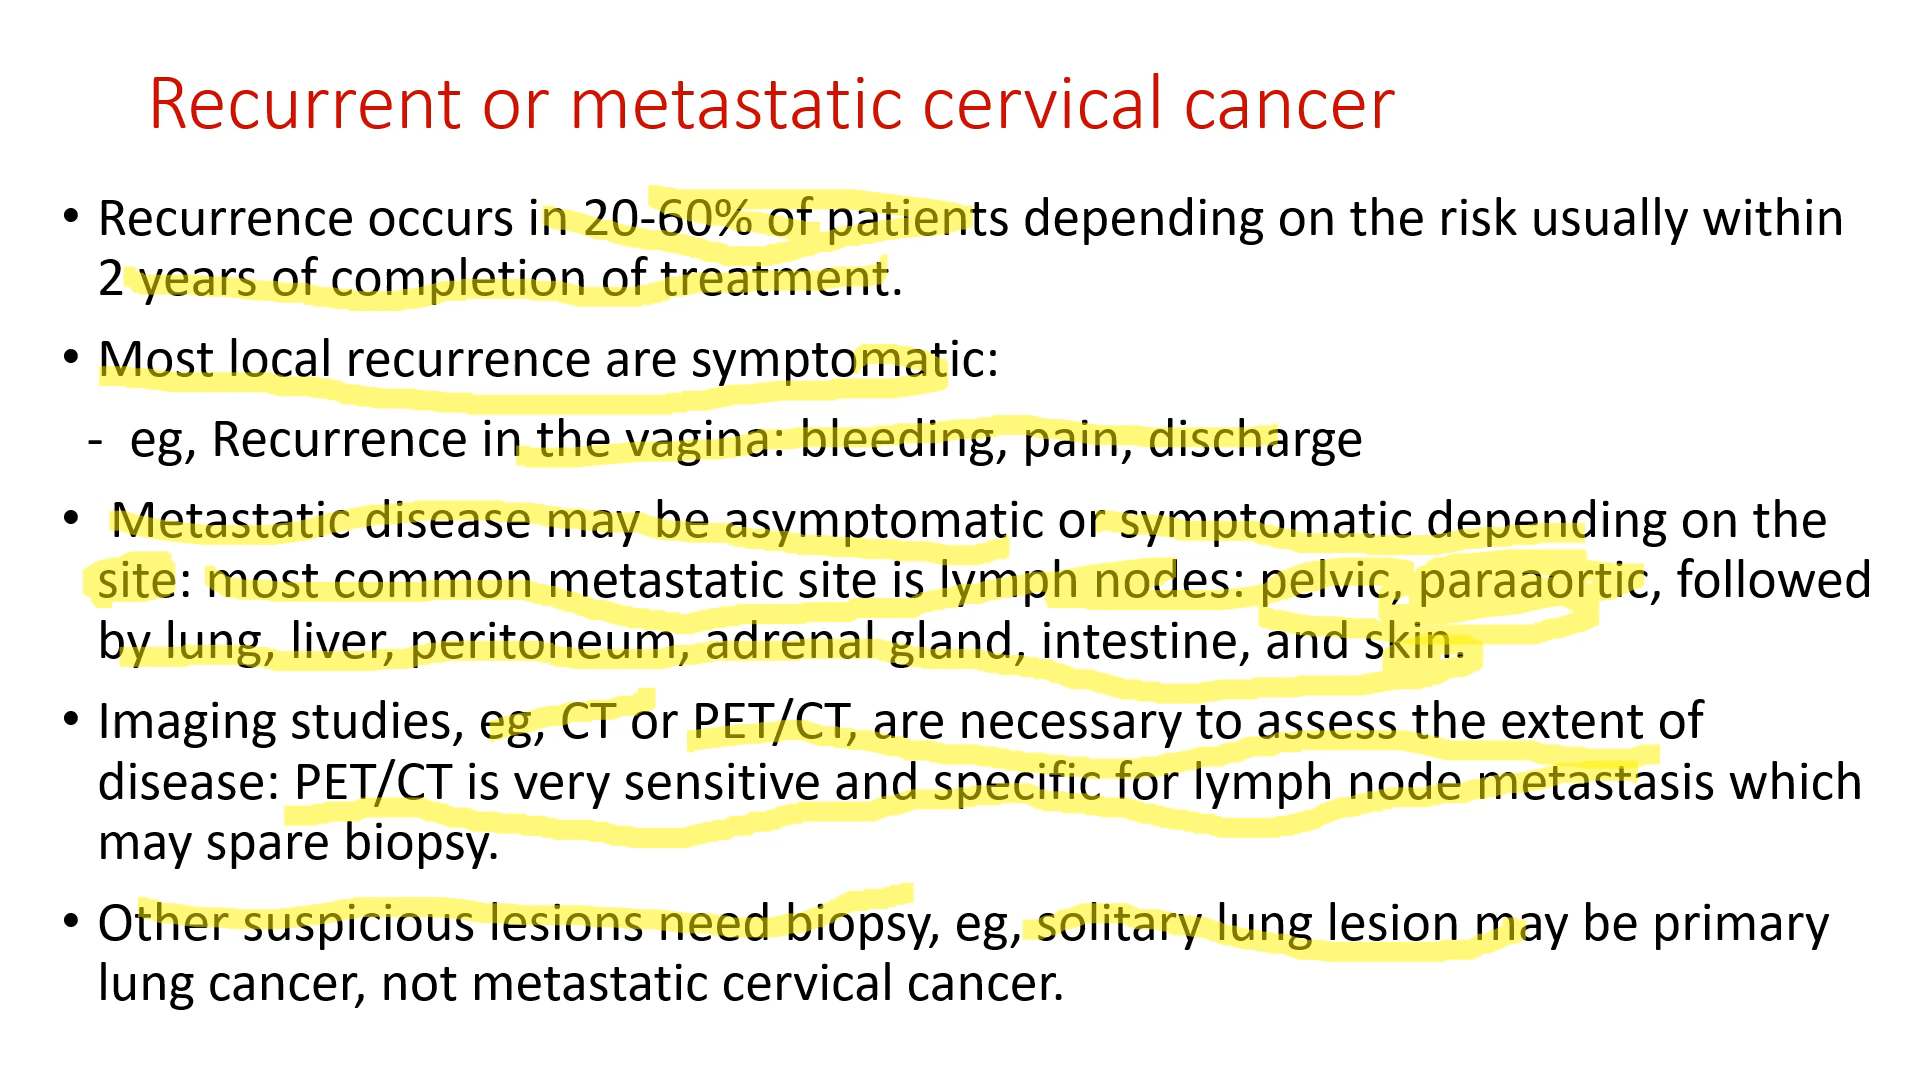 Recurrent or metastatic cervical cancer
• Recurrence occurs in 20-60% of patients depending on the risk usually within
2 years of completion of treatment.
• Most local recurrence are symptomatic:
- eg, Recurrence in the vagina: bleeding, pain, discharge
• Metastatic disease may be asymptomatic or symptomatic depending on the
site: most common metastatic site is lymph nodes: pelvic, paraaortic, followed
by lung, liver, peritoneum, adrenal gland, intestine, and skin.
• Imaging studies, eg, CT or PET/CT, are necessary to assess the extent of
disease: PET/CT is very sensitive and specific for lymph node metastasis which
may spare biopsy.
• Other suspicious lesions need biopsy, eg, solitary lung lesion may be primary
lung cancer, not metastatic cervical cancer.